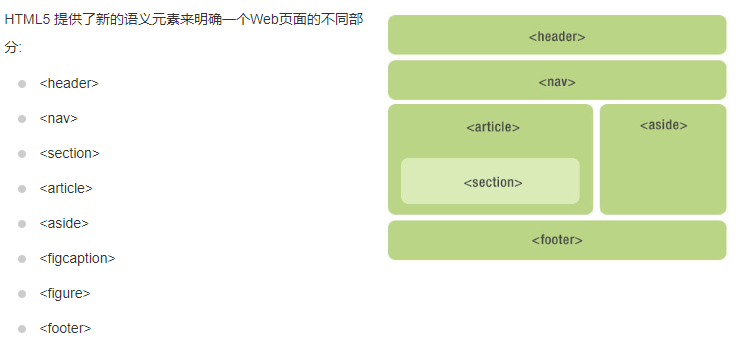 HTML5 提供了新的语义元素来明确一个Web页面的不同部
分:
<header>
<nav>
<section>
<article>
<aside>
<figcaption>
<figure>
<footer>
<header>
<nav>
<article>
<section>
<aside>
<footer>